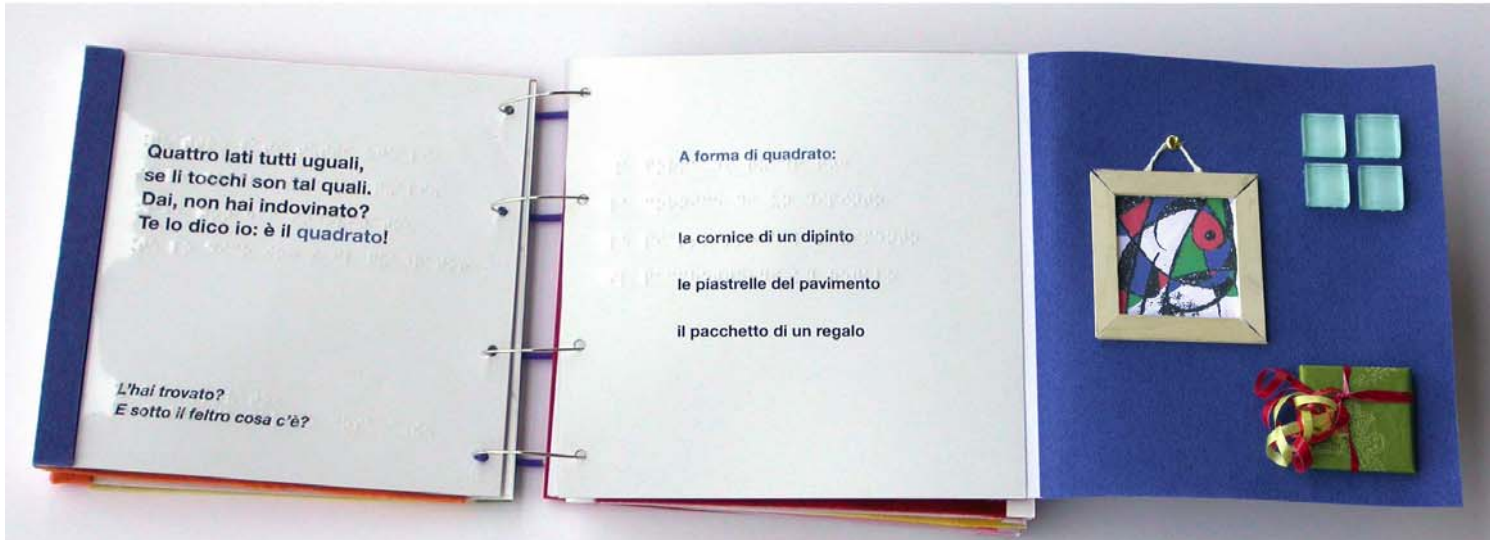 Quattro lati tutti uguali,
se li tocchi son tal quali.
Dai, non hai indovinato?
Te lo dico io: è il quadrato!
L'hai trovato?
E sotto il feltro cosa c'è?
A forma di quadrato:
la cornice di un dipinto
le piastrelle del pavimento
il pacchetto di un regalo